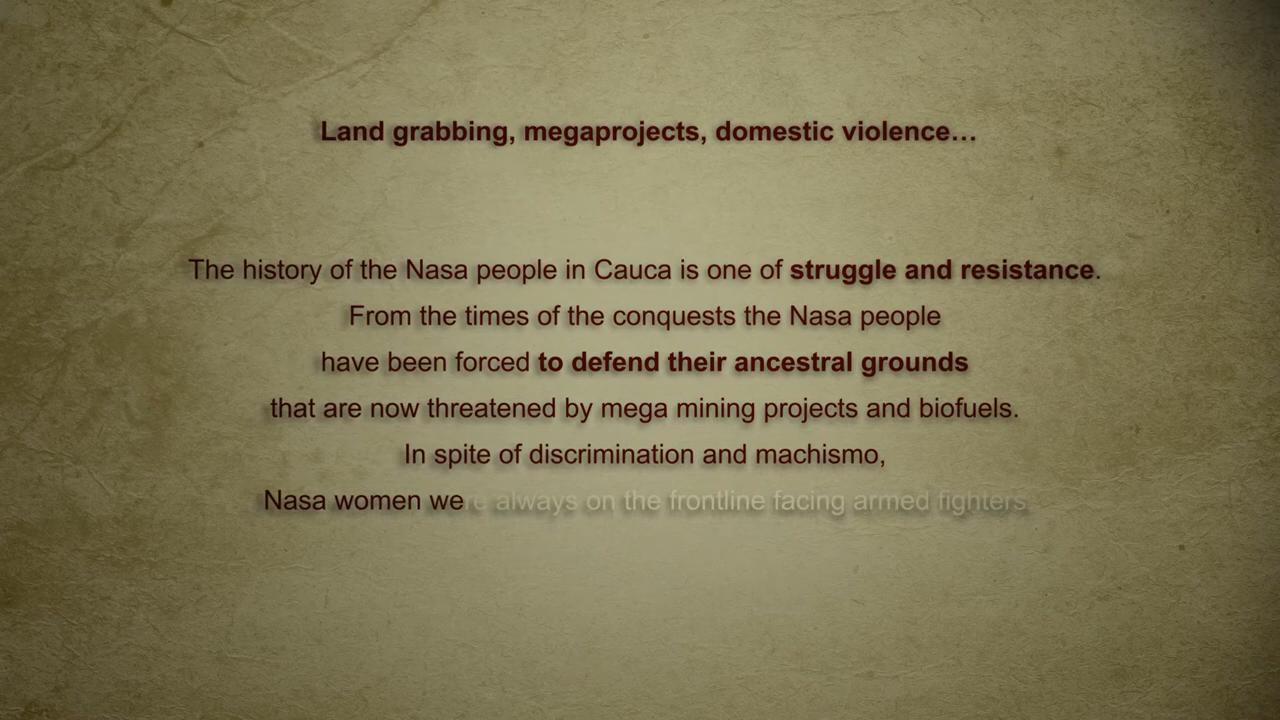 Land grabbing, megaprojects, domestic violence…
The history of the Nasa people in Cauca is one of struggle and resistance.
From the times of the conquests the Nasa people
have been forced to defend their ancestral grounds
that are now threatened by mega mining projects and biofuels.
In spite of discrimination and machismo,
Nasa women were always on the frontline facing armed fighters